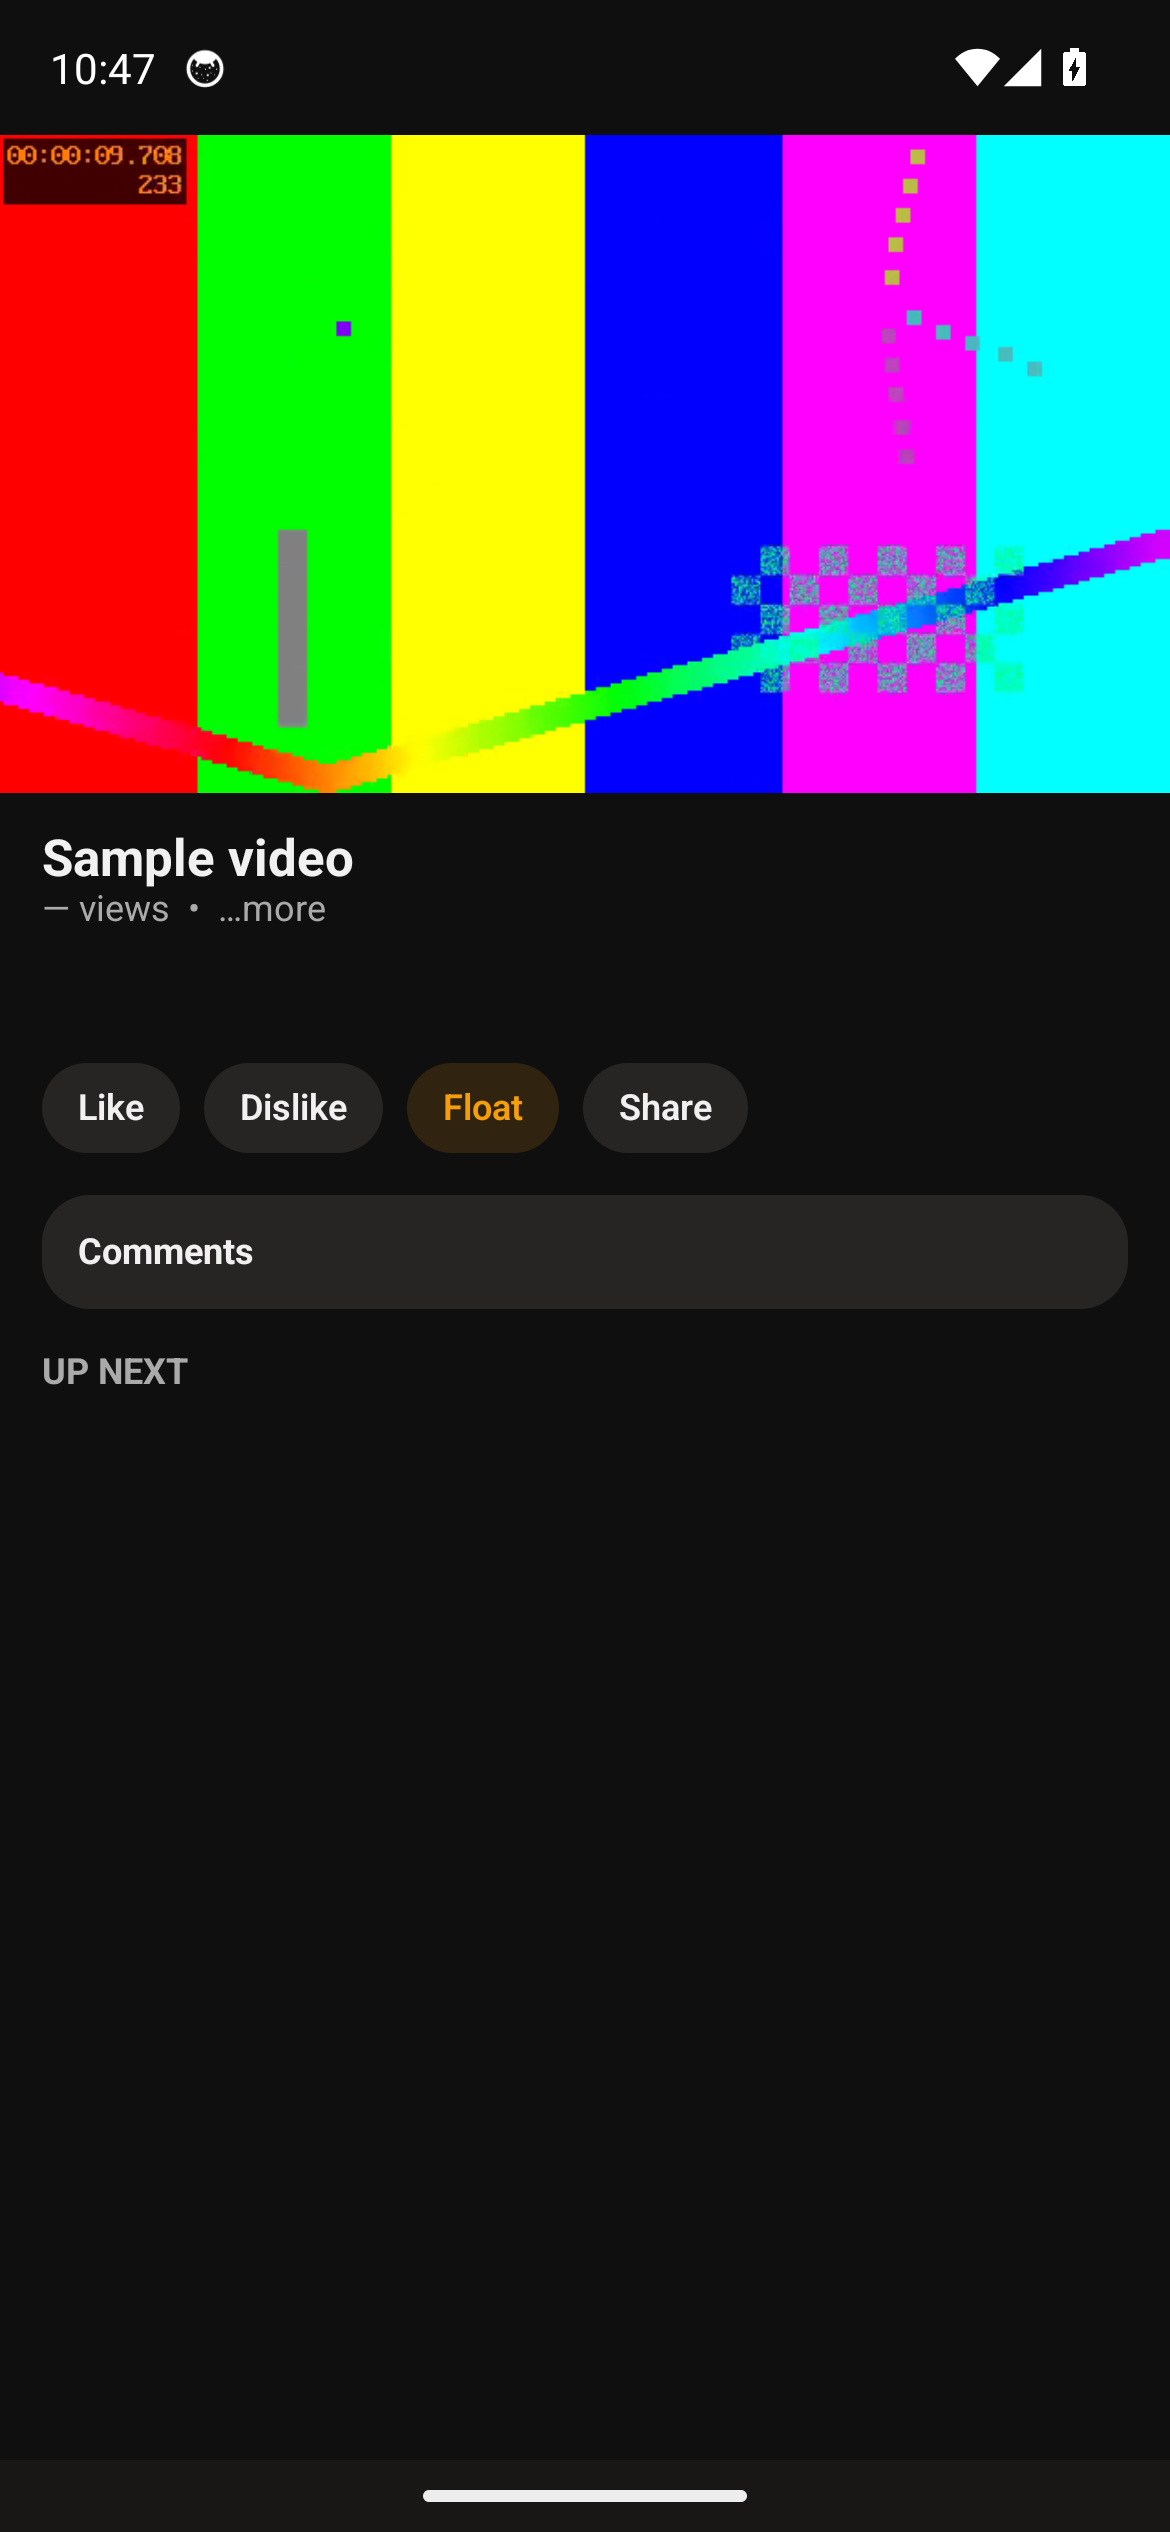 10:47
00:00:09.708
233
Sample video
— views • …more
Like Dislike Float Share
Comments
UP NEXT